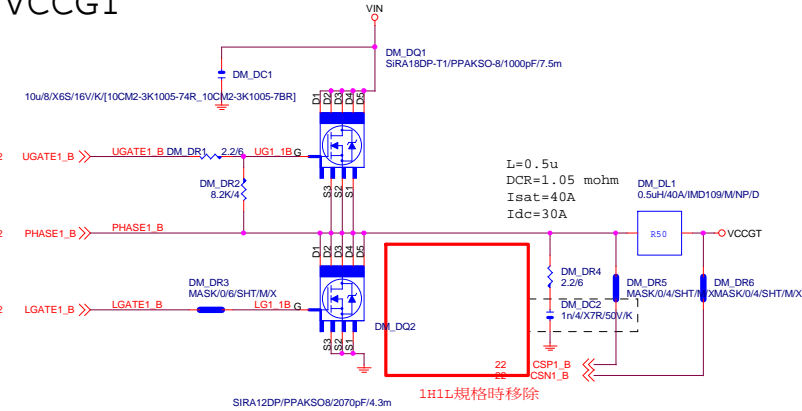 VCCGT
VIN
DM_DQ1
SiRA18DP-T1/PPAKSO-8/1000pF/7.5m
DM_DC1
10u/8/X6S/16V/K/[10CM2-3K1005-74R_10CM2-3K1005-7BR]
D1 D2 D3 D4 D5
2 UGATE1_B UGATE1_B DM_DR1 2.2/6 UG1_1B G
L=0.5u
DCR=1.05 mohm
Isat=40A
Idc=30A
DM_DR2
8.2K/4
S3 S2 S1
DM_DL1
0.5uH/40A/IMD109/M/NP/D
2 PHASE1_B PHASE1_B
R50
VCCGT
D1 D2 D3 D4 D5
DM_DR3
MASK/0/6/SHT/M/X
DM_DR4
2.2/6
DM_DR5
MASK/0/4/SHT/M/X
DM_DR6
MASK/0/4/SHT/M/X
2 LGATE1_B LGATE1_B LG1_1B G
DM_DC2
1n/4/X7R/50V/K
DM_DQ2
S3 S2 S1
22 CSP1_B
22 CSN1_B
1H1L規格時移除
SIRA12DP/PPAKSO8/2070pF/4.3m